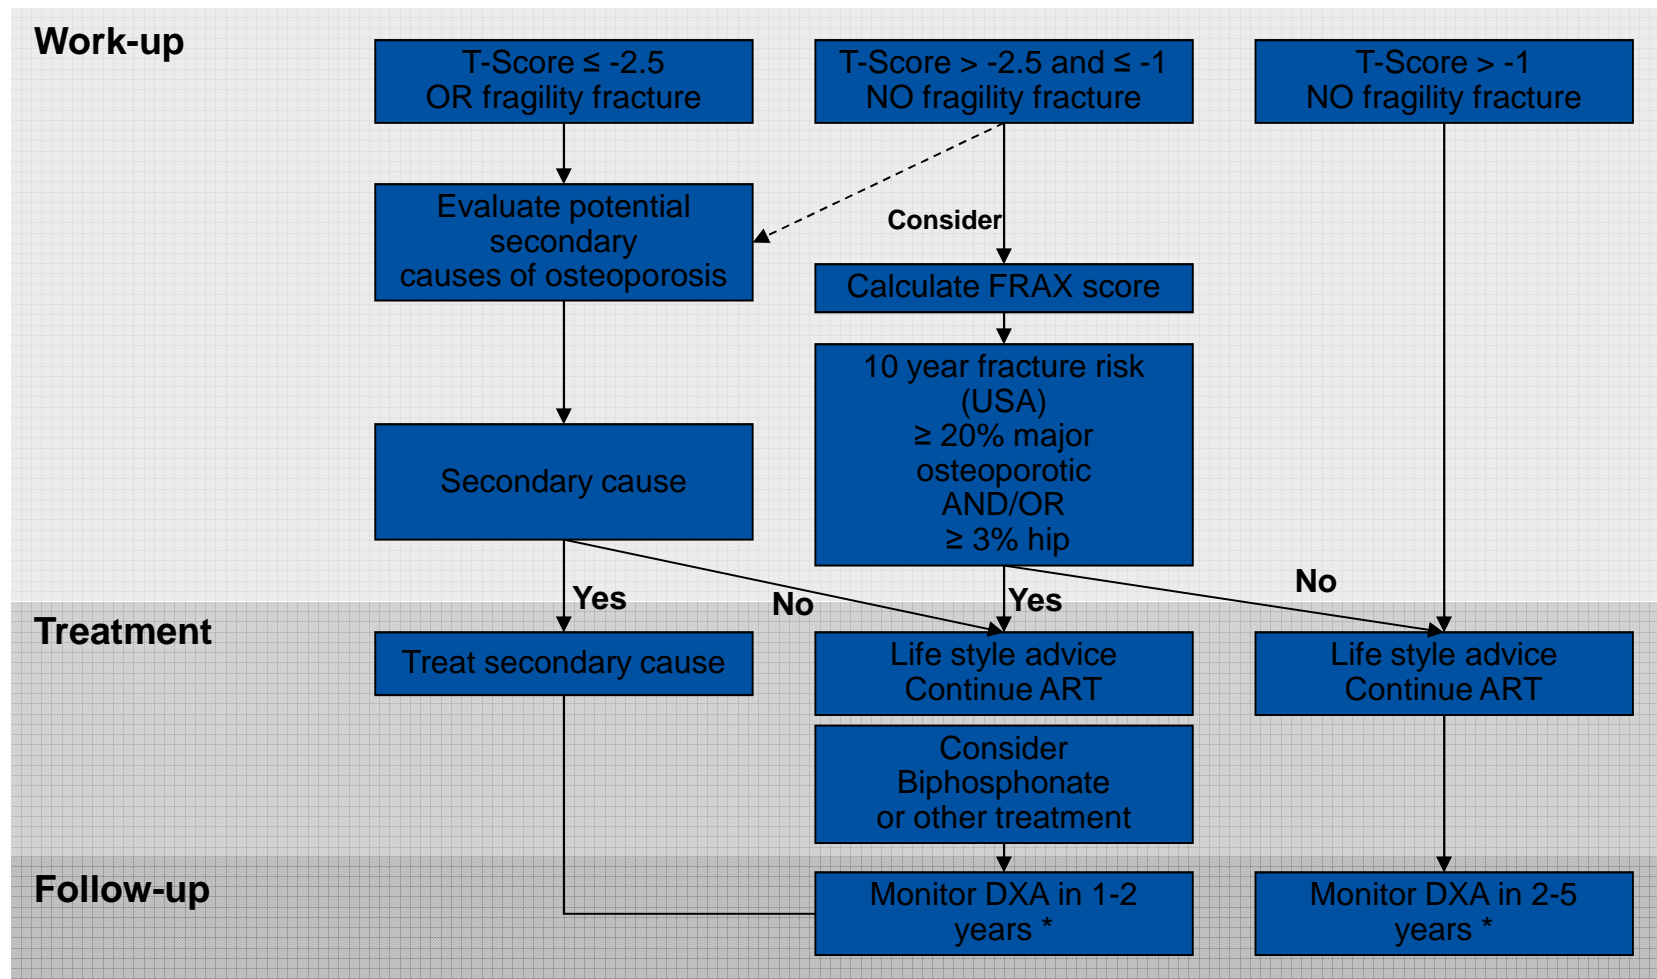 Work-up
T-Score ≤ -2.5
OR fragility fracture
T-Score > -2.5 and ≤ -1
NO fragility fracture
T-Score > -1
NO fragility fracture
Evaluate potential
secondary
causes of osteoporosis
Consider
Calculate FRAX score
10 year fracture risk
(USA)
≥ 20% major
osteoporotic
AND/OR
≥ 3% hip
Secondary cause
Yes
No
Yes
No
Treatment
Treat secondary cause
Life style advice
Continue ART
Life style advice
Continue ART
Consider
Biphosphonate
or other treatment
Follow-up
Monitor DXA in 1-2
years *
Monitor DXA in 2-5
years *